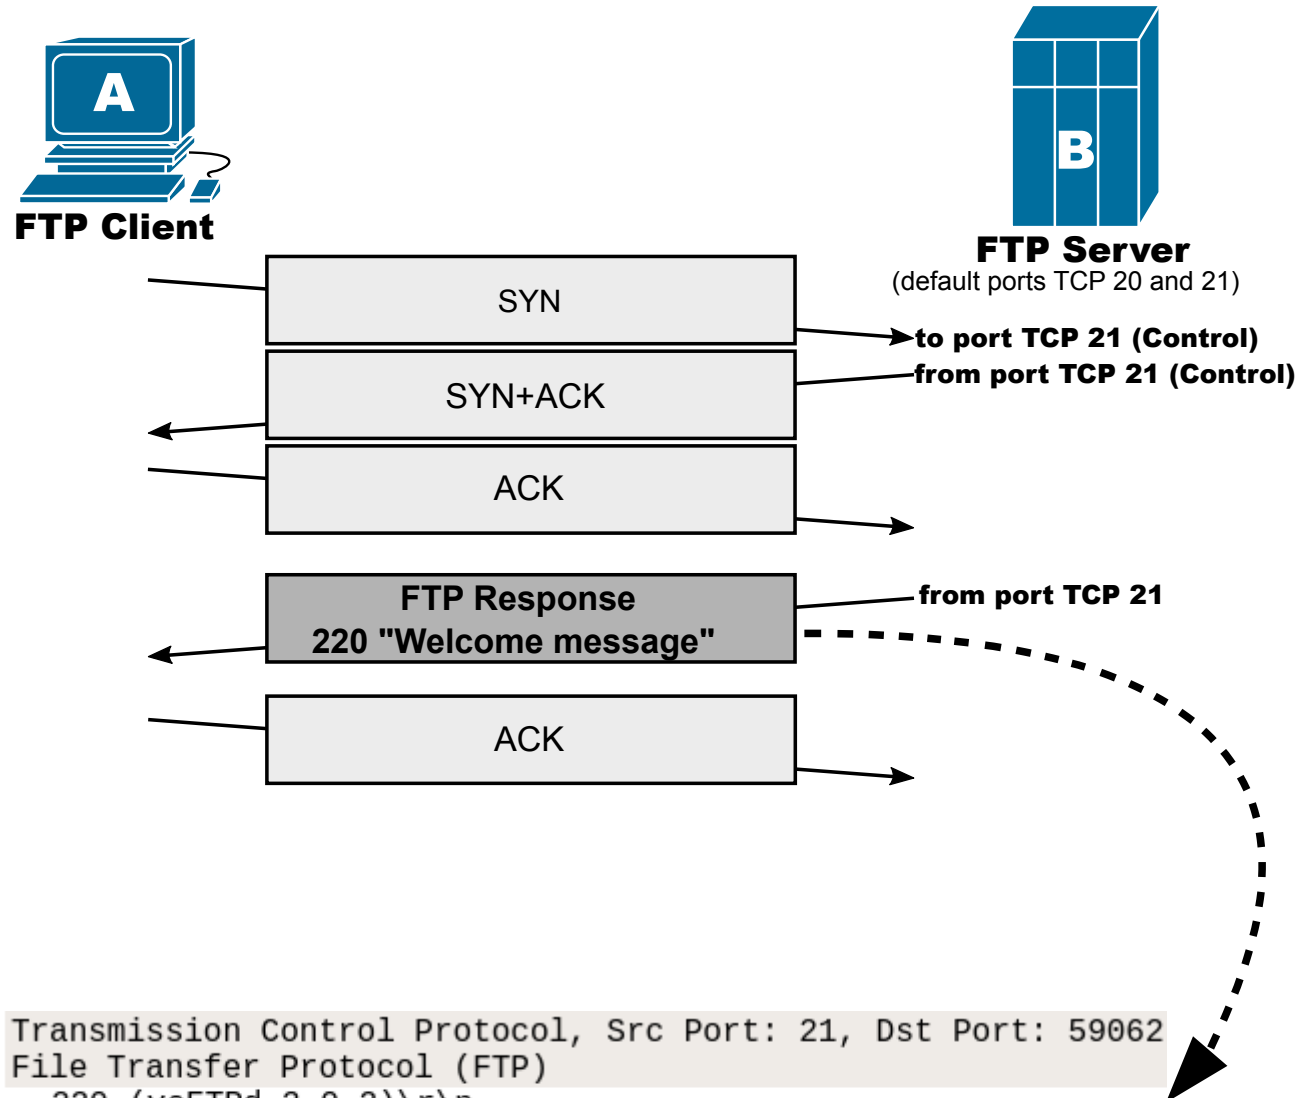 A
B
FTP Client
FTP Server
(default ports TCP 20 and 21)
SYN
to port TCP 21 (Control)
from port TCP 21 (Control)
SYN+ACK
ACK
FTP Response
220 "Welcome message"
from port TCP 21
ACK
Transmission Control Protocol, Src Port: 21, Dst Port: 59062
File Transfer Protocol (FTP)